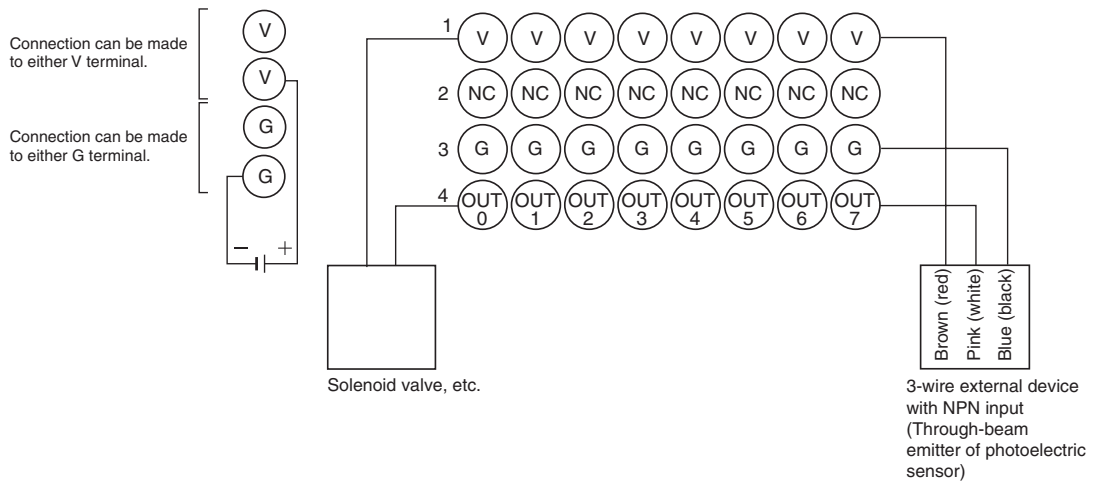 Connection can be made
to either V terminal.
Connection can be made
to either G terminal.
V
V
G
G
− +
1 V V V V V V V V
2 NC NC NC NC NC NC NC NC
3 G G G G G G G G
4 OUT 0 OUT 1 OUT 2 OUT 3 OUT 4 OUT 5 OUT 6 OUT 7
Solenoid valve, etc.
Brown (red)
Pink (white)
Blue (black)
3-wire external device
with NPN input
(Through-beam
emitter of photoelectric
sensor)